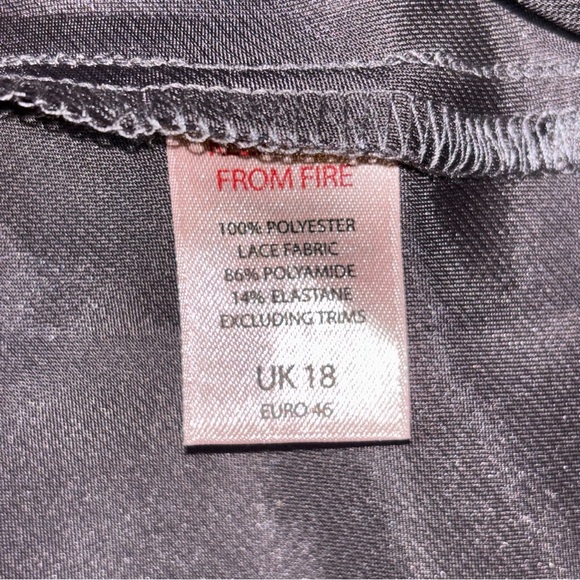 FROM FIRE
100% POLYESTER
LACE FABRIC
86% POLYAMIDE
14% ELASTANE
EXCLUDING TRIMS
UK 18
EURO 46